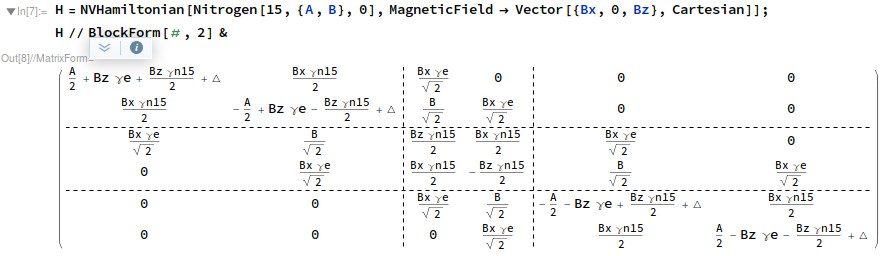 In[7]:= H = NVHamiltonian[Nitrogen[15, {A, B}, 0], MagneticField → Vector[{Bx, 0, Bz}, Cartesian]];
H // BlockForm[#, 2] &
Out[8]//MatrixForm=
A/2 + Bz γe + Bz γn15/2 + Δ  Bx γn15/2  Bx γe/√2  0  0  0
Bx γn15/2  -A/2 + Bz γe - Bz γn15/2 + Δ  B/√2  Bx γe/√2  0  0
Bx γe/√2  B/√2  Bz γn15/2  Bx γn15/2  Bx γe/√2  0
0  Bx γe/√2  Bx γn15/2  -Bz γn15/2  B/√2  Bx γe/√2
0  0  Bx γe/√2  B/√2  -A/2 - Bz γe + Bz γn15/2 + Δ  Bx γn15/2
0  0  0  Bx γe/√2  Bx γn15/2  A/2 - Bz γe - Bz γn15/2 + Δ